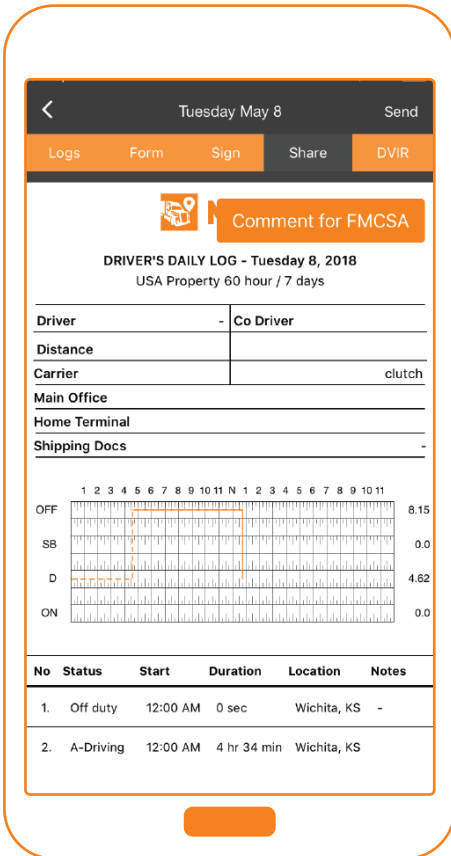 Tuesday May 8 Send
Logs Form Sign Share DVIR
Comment for FMCSA
DRIVER'S DAILY LOG - Tuesday 8, 2018
USA Property 60 hour / 7 days
Driver - Co Driver
Distance
Carrier clutch
Main Office
Home Terminal
Shipping Docs -
1 2 3 4 5 6 7 8 9 10 11 N 1 2 3 4 5 6 7 8 9 10 11
OFF 8.15
SB 0.0
D 4.62
ON 0.0
No Status Start Duration Location Notes
1. Off duty 12:00 AM 0 sec Wichita, KS -
2. A-Driving 12:00 AM 4 hr 34 min Wichita, KS